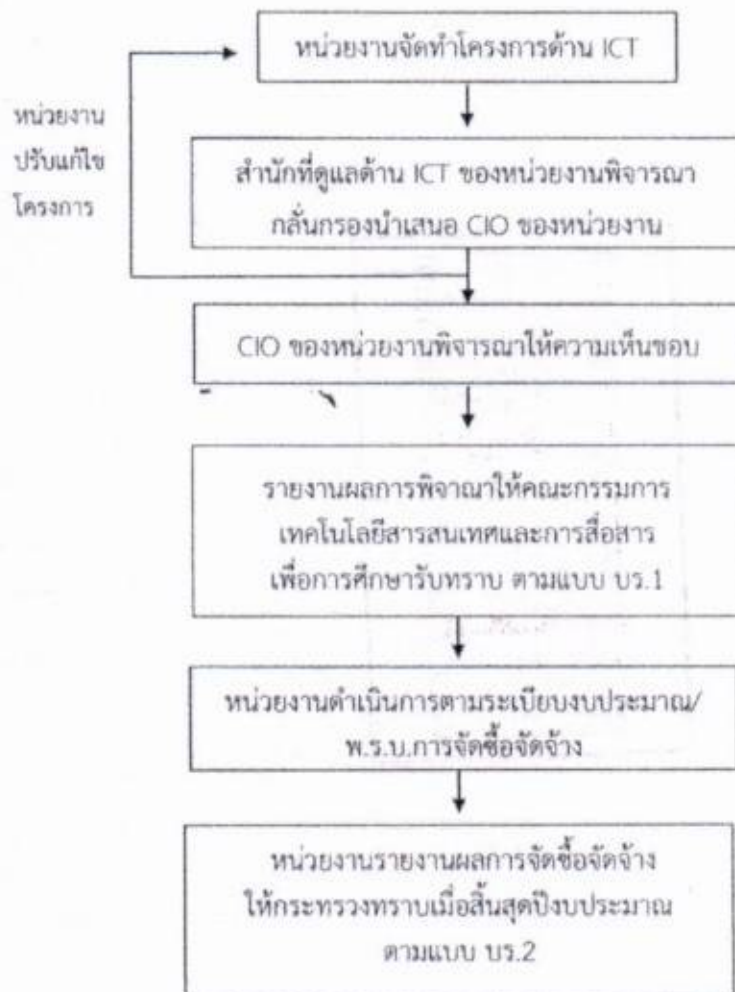 หน่วยงานจัดทำโครงการด้าน ICT
หน่วยงาน
ปรับแก้ไข
โครงการ
สำนักที่ดูแลด้าน ICT ของหน่วยงานพิจารณา
กลั่นกรองนำเสนอ CIO ของหน่วยงาน
CIO ของหน่วยงานพิจารณาให้ความเห็นชอบ
รายงานผลการพิจาณาให้คณะกรรมการ
เทคโนโลยีสารสนเทศและการสื่อสาร
เพื่อการศึกษารับทราบ ตามแบบ บร.1
หน่วยงานดำเนินการตามระเบียบงบประมาณ/
พ.ร.บ.การจัดซื้อจัดจ้าง
หน่วยงานรายงานผลการจัดซื้อจัดจ้าง
ให้กระทรวงทราบเมื่อสิ้นสุดปีงบประมาณ
ตามแบบ บร.2